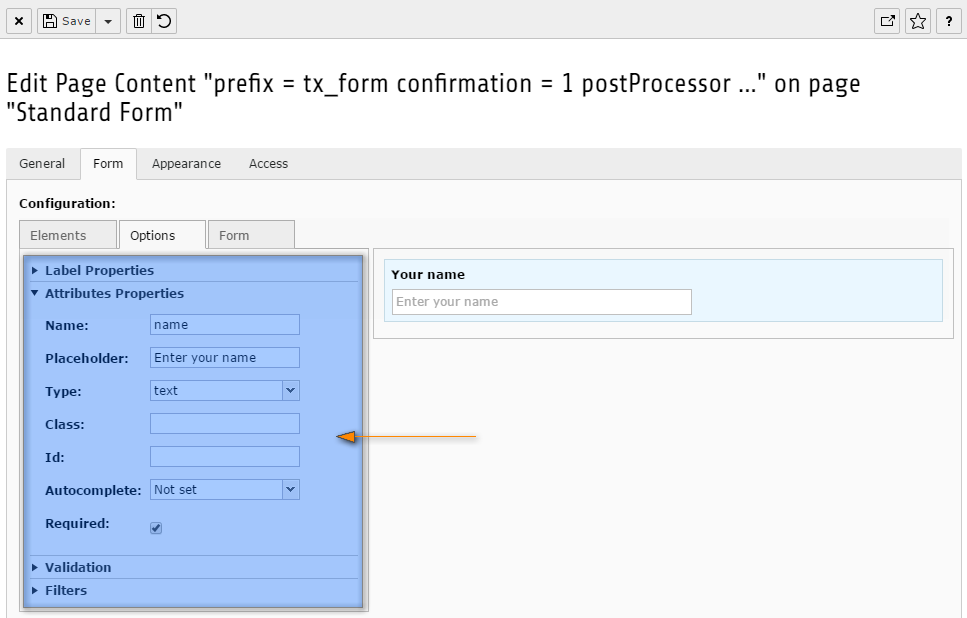 Save
?
Edit Page Content "prefix = tx_form confirmation = 1 postProcessor ..." on page
"Standard Form"
General Form Appearance Access
Configuration:
Elements Options Form
Label Properties
Attributes Properties
Name: name
Placeholder: Enter your name
Type: text
Class:
Id:
Autocomplete: Not set
Required:
Validation
Filters
Your name
Enter your name